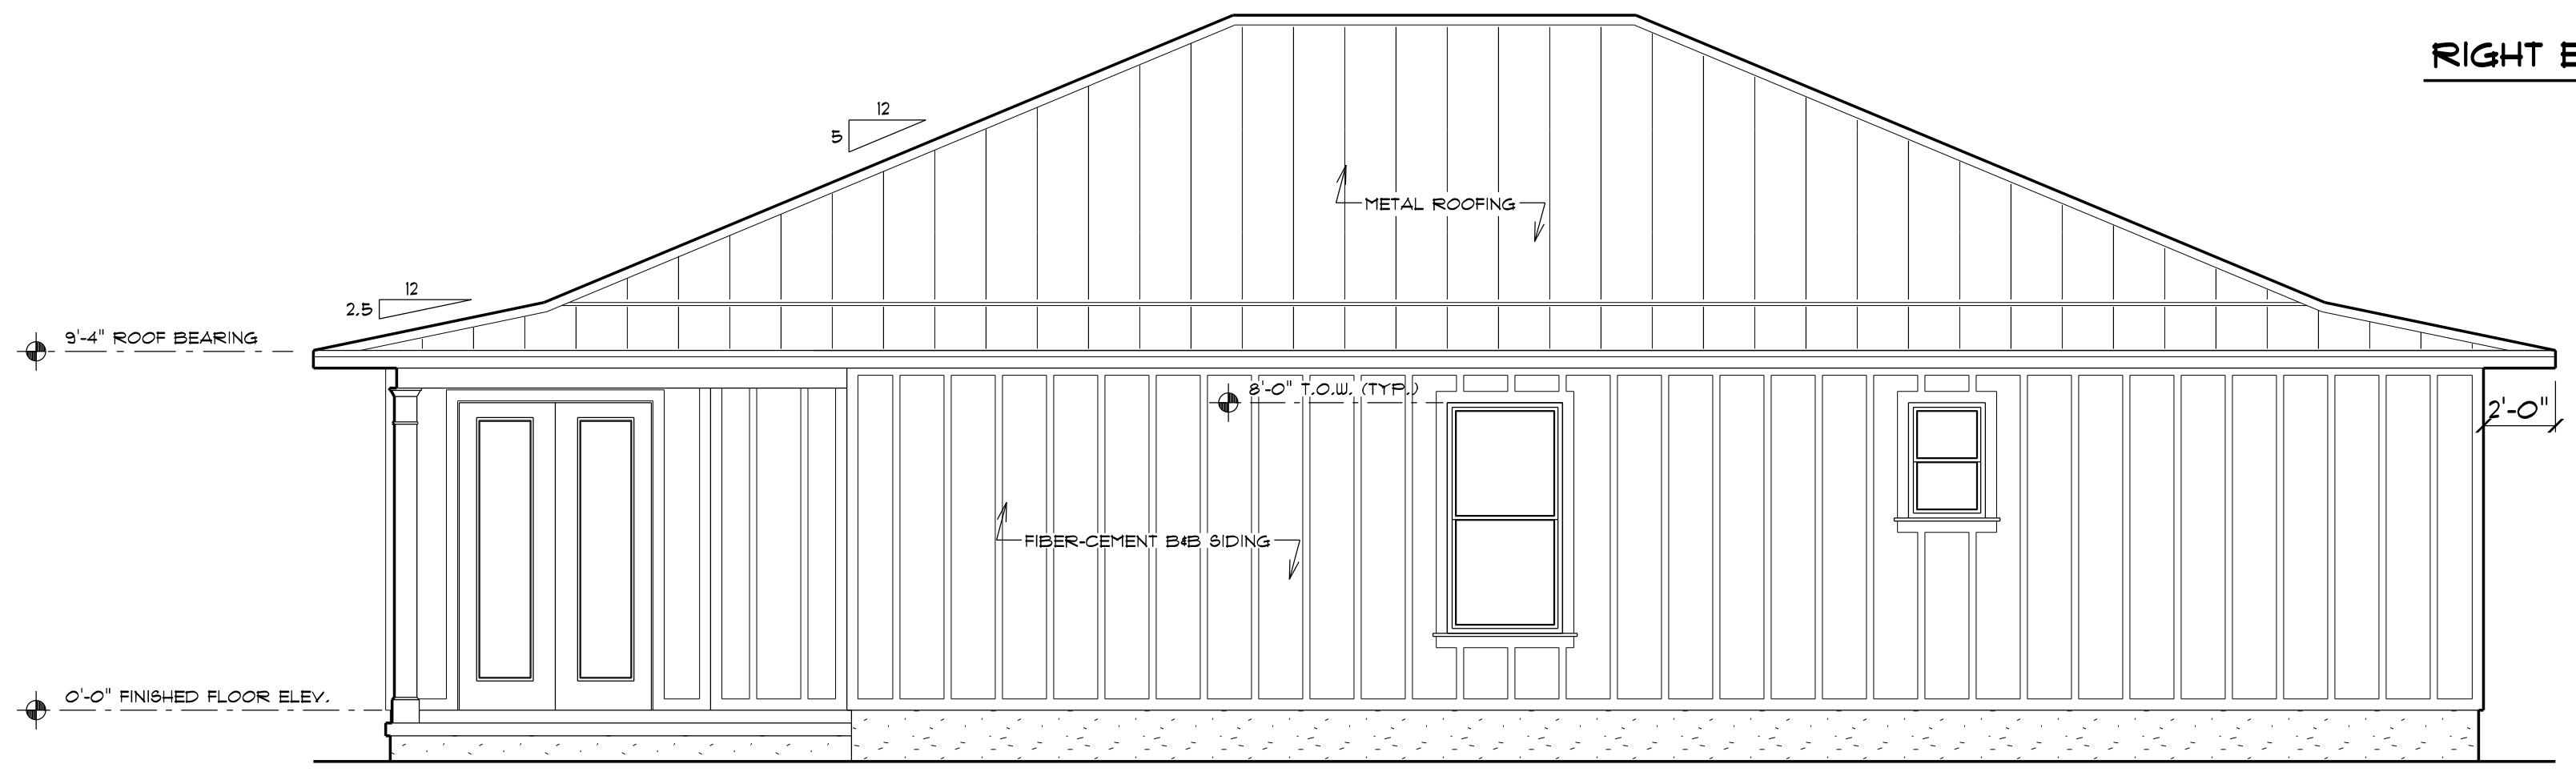 RIGHT E
12
5
METAL ROOFING
12
2.5
9'-4" ROOF BEARING
8'-0" T.O.W. (TYP.)
2'-0"
FIBER-CEMENT B&B SIDING
0'-0" FINISHED FLOOR ELEV.